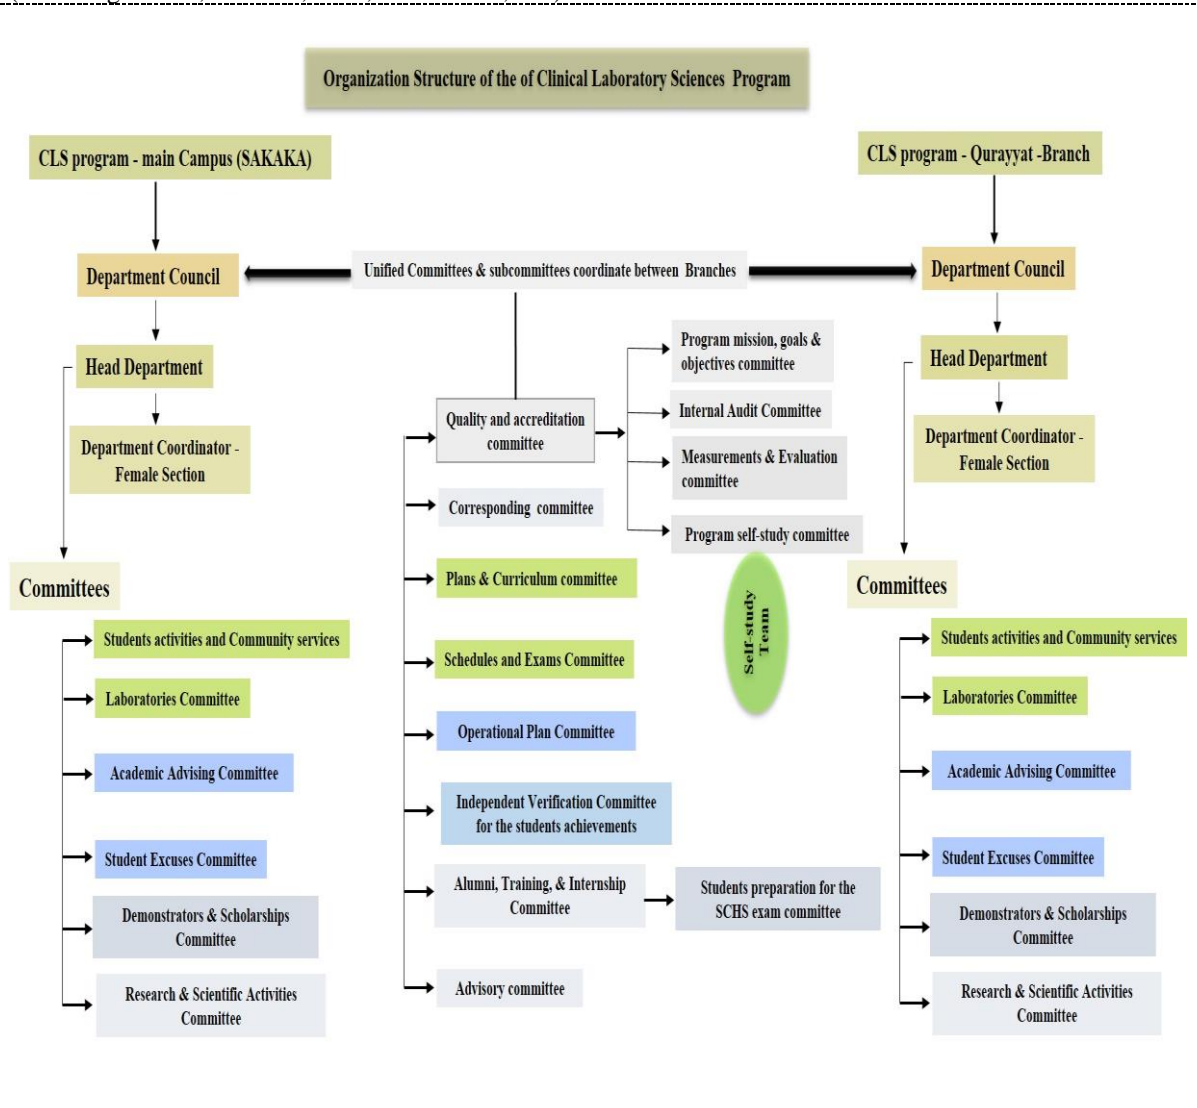 Organization Structure of the of Clinical Laboratory Sciences Program
CLS program - main Campus (SAKAKA)
Department Council
Head Department
Department Coordinator -
Female Section
Committees
Students activities and Community services
Laboratories Committee
Academic Advising Committee
Student Excuses Committee
Demonstrators & Scholarships
Committee
Research & Scientific Activities
Committee
Unified Committees & subcommittees coordinate between Branches
Quality and accreditation
committee
Program mission, goals &
objectives committee
Internal Audit Committee
Measurements & Evaluation
committee
Program self-study committee
Self-study
Team
Corresponding committee
Plans & Curriculum committee
Schedules and Exams Committee
Operational Plan Committee
Independent Verification Committee
for the students achievements
Alumni, Training, & Internship
Committee
Students preparation for the
SCHS exam committee
Advisory committee
CLS program - Qurayyat -Branch
Department Council
Head Department
Department Coordinator -
Female Section
Committees
Students activities and Community services
Laboratories Committee
Academic Advising Committee
Student Excuses Committee
Demonstrators & Scholarships
Committee
Research & Scientific Activities
Committee